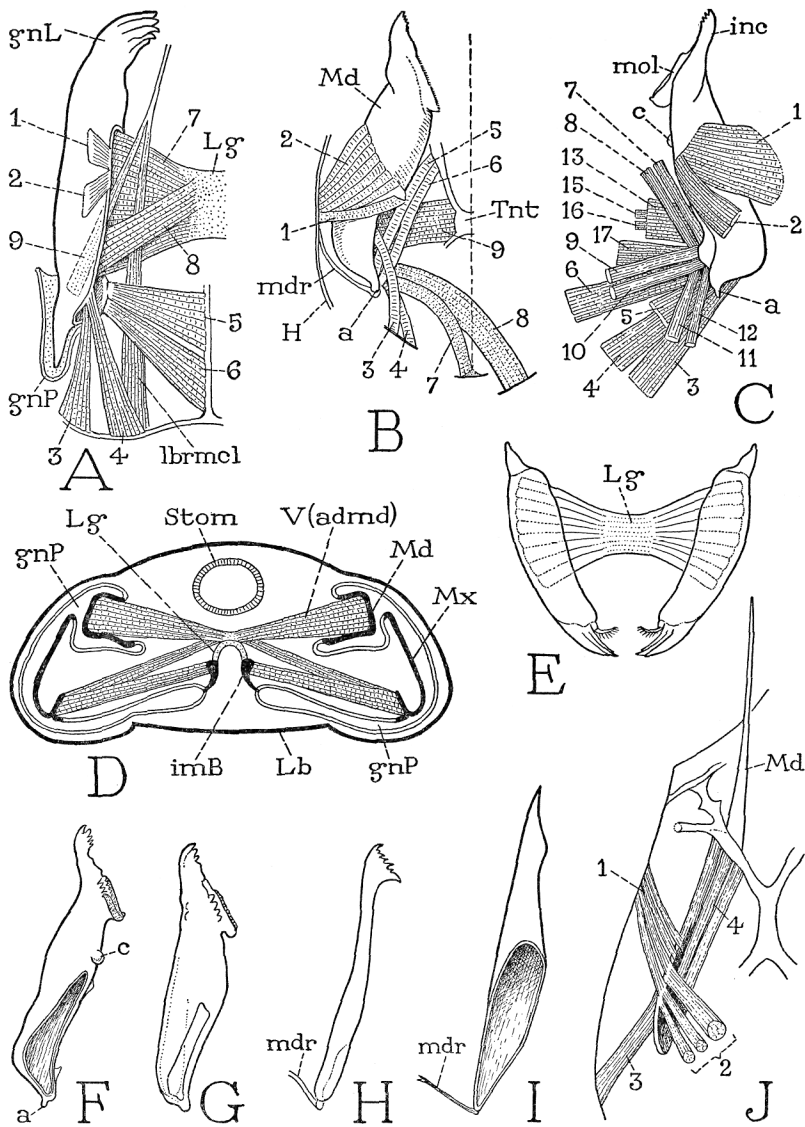 gnL
1
7
Lg
2
9
8
5
6
gnP
3
4
lbrmcl
A
Md
2
5
6
Tnt
1
9
mdr
a
H
3
4
7
8
B
inc
mol
7
c
8
1
13
15
16
2
17
9
6
a
5
12
10
11
4
3
C
Lg
Stom
V(admd)
gnP
Md
Mx
D
imB
Lb
gnP
Lg
E
c
a
F
G
mdr
H
mdr
I
Md
1
4
2
3
J